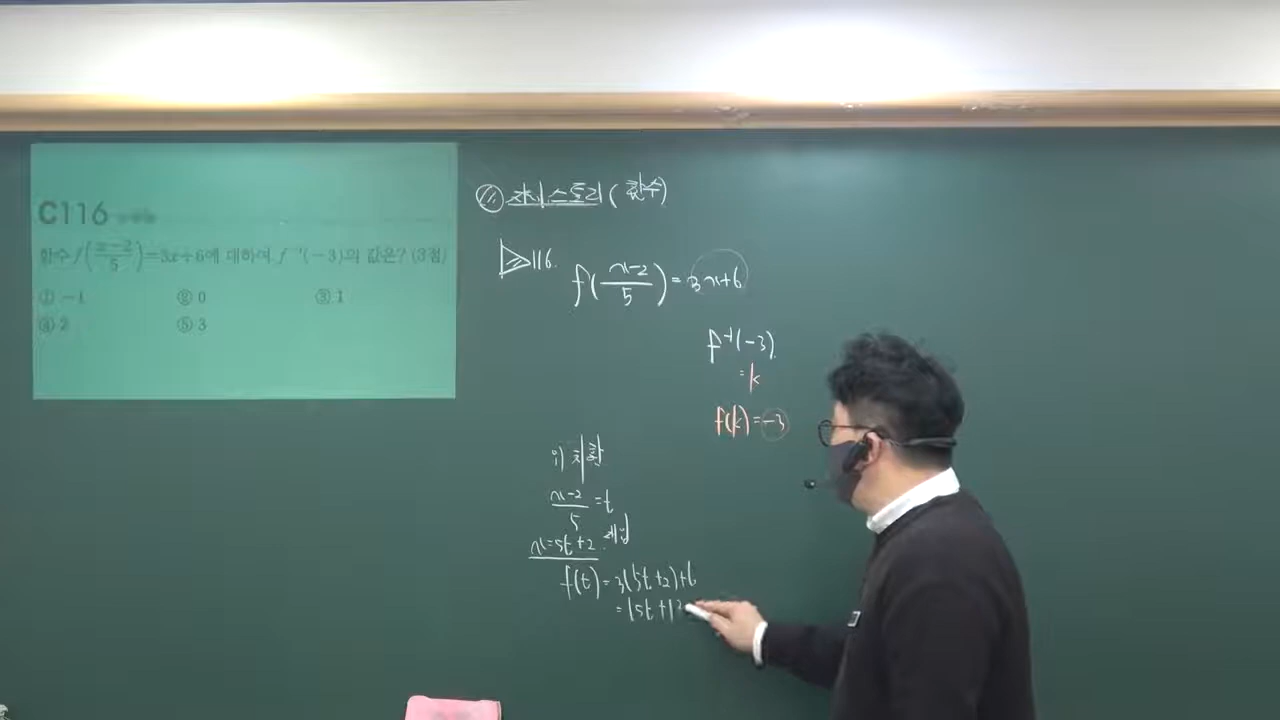 C116
함수 f((x-2)/5)=3x+6에 대하여 f⁻¹(-3)의 값은? (3점)
① -1 ② 0 ③ 1
④ 2 ⑤ 3
자이스토리 (함수)
116.
f((x-2)/5) = 3x+6
f⁻¹(-3)
= k
f(k) = -3
i) 치환
(x-2)/5 = t
x=5t+2. 대입
f(t) = 3(5t+2)+6
= 15t+12